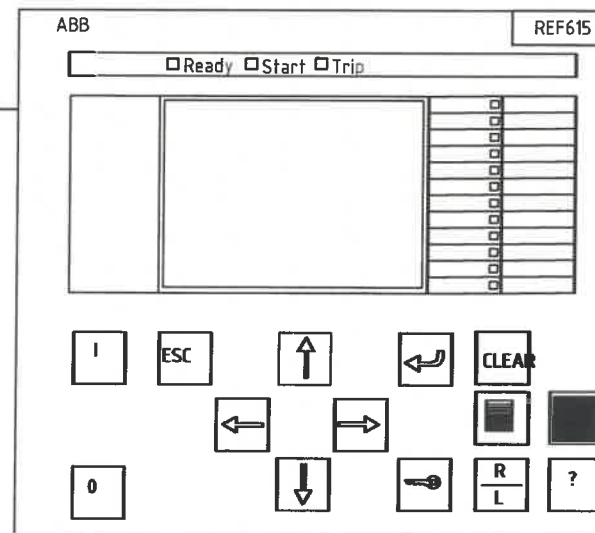 ABB REF615
Ready Start Trip
I ESC CLEAR
0 R ?
L